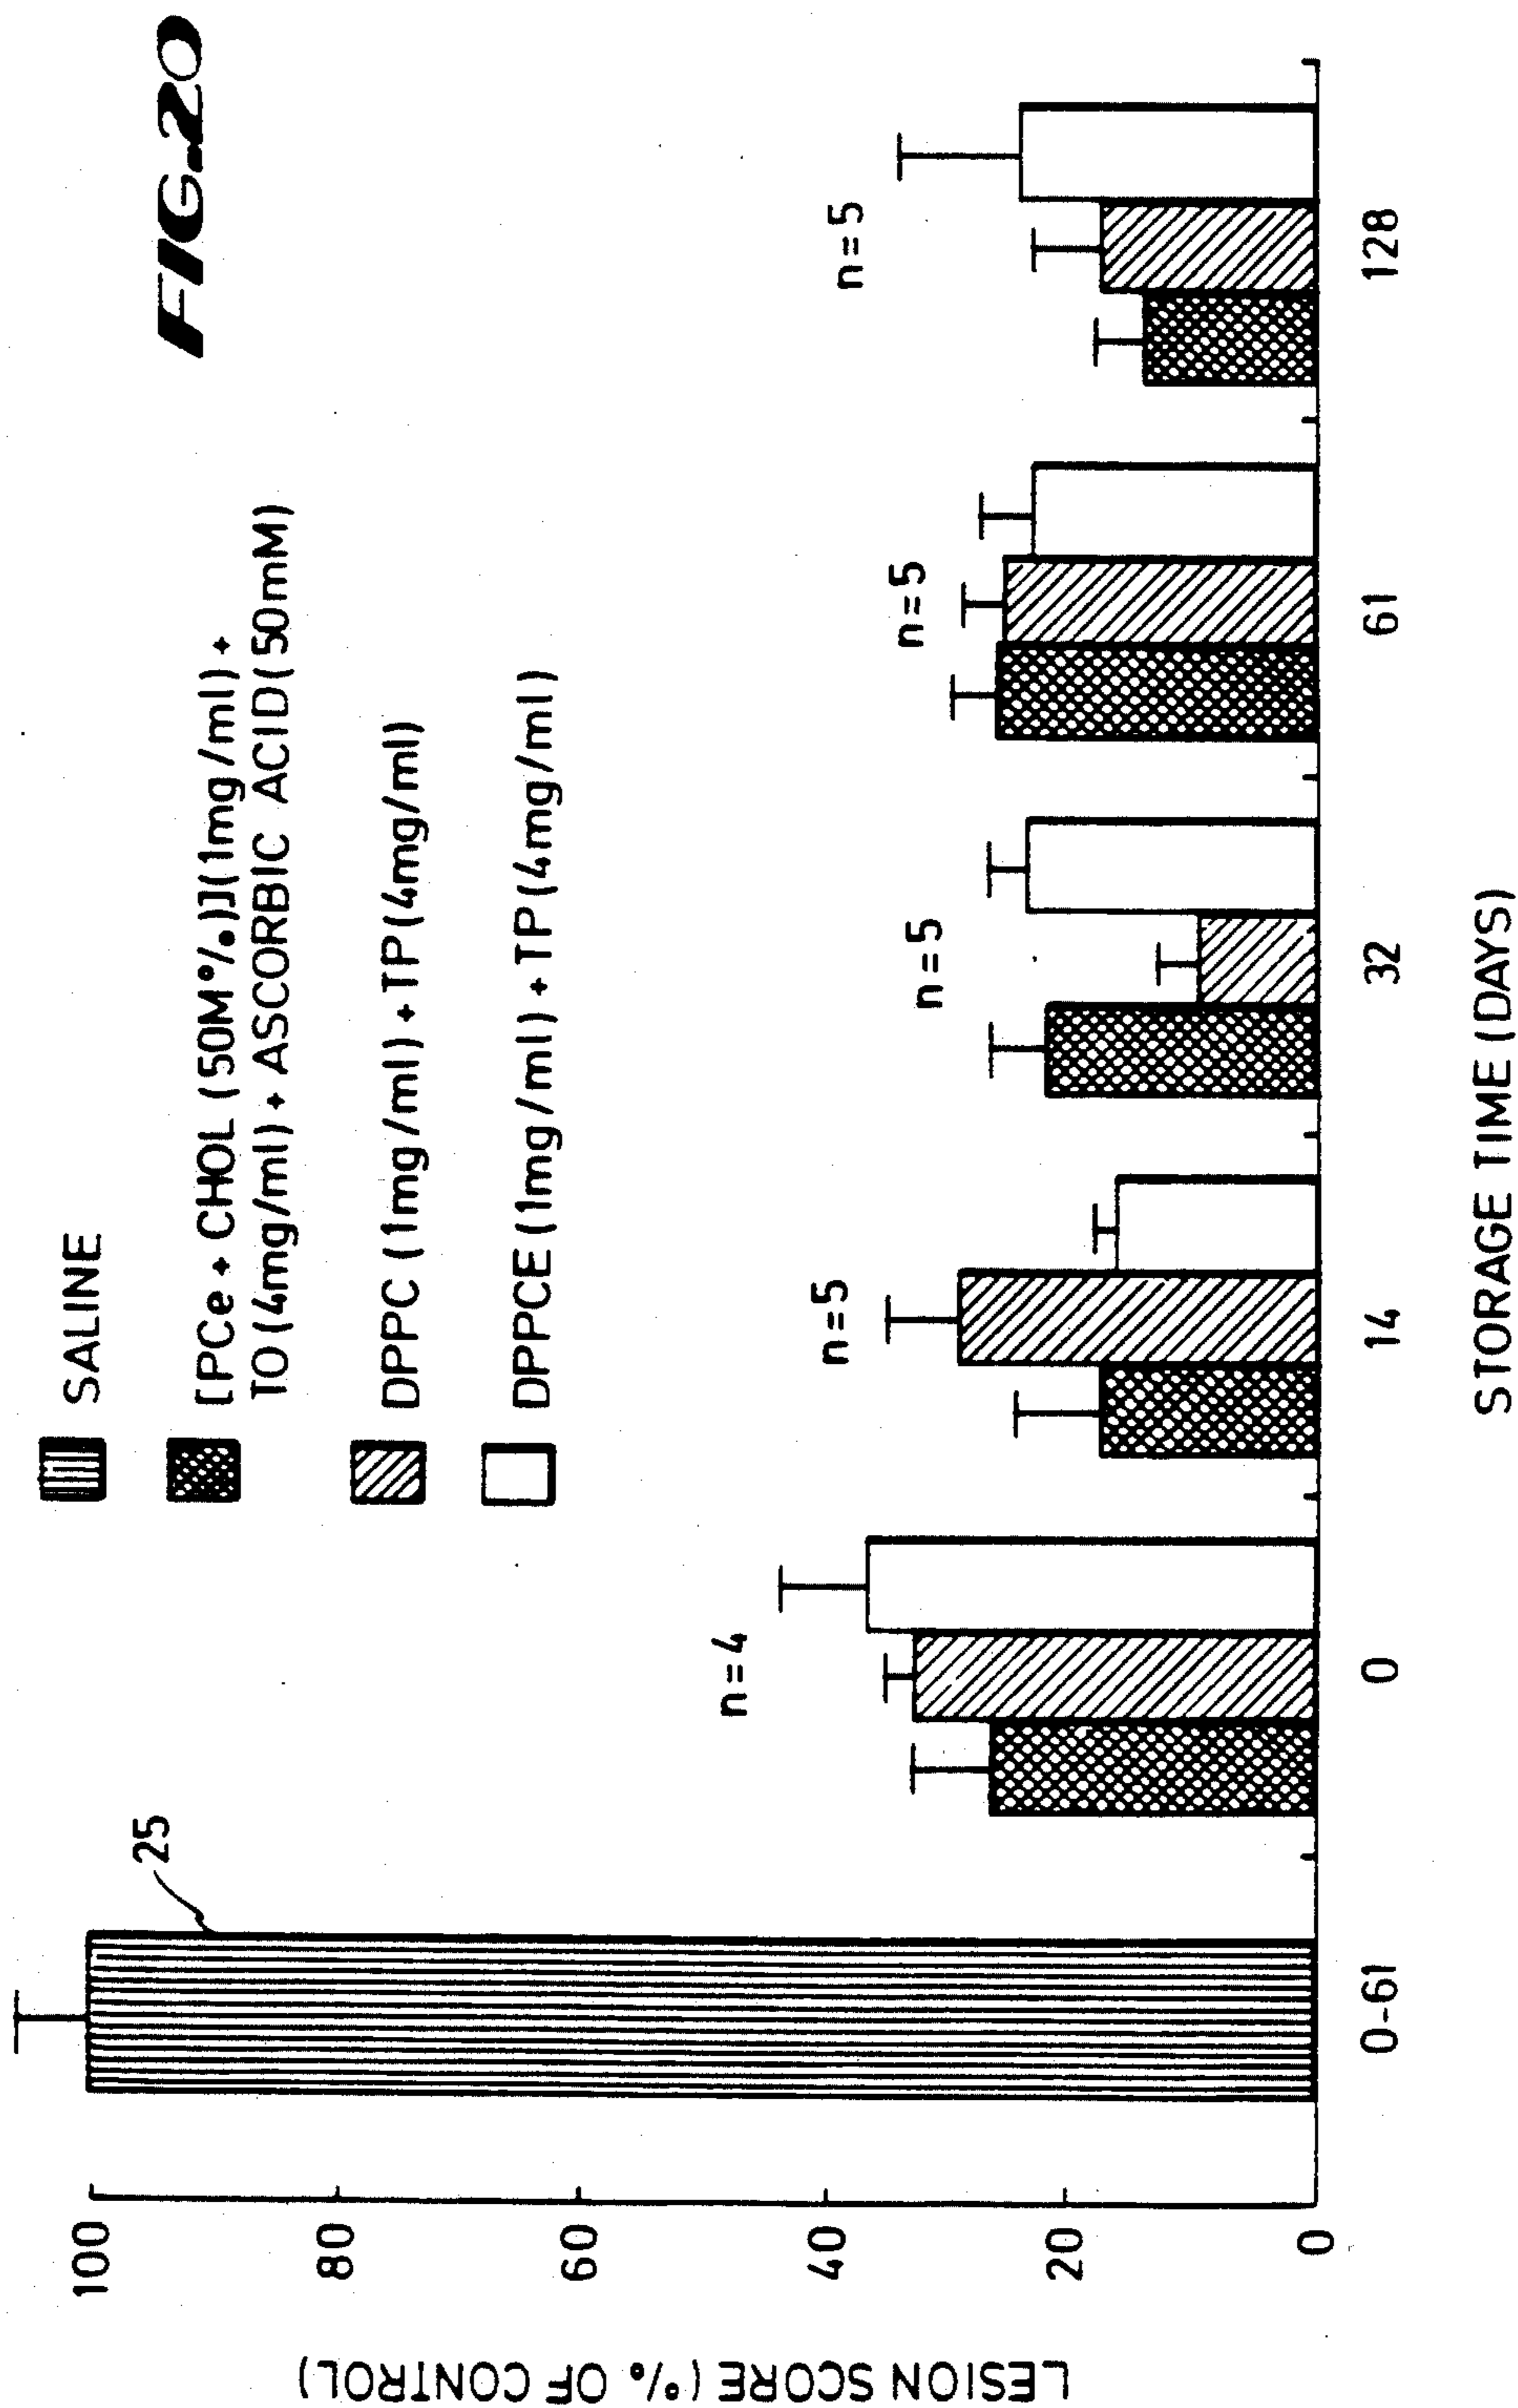 FIG. 20
SALINE
[PCe + CHOL (50M%)](1mg/ml) +
TO (4mg/ml) + ASCORBIC ACID (50mM)
DPPC (1mg/ml) + TP (4mg/ml)
DPPCE (1mg/ml) + TP (4mg/ml)
LESION SCORE (% OF CONTROL)
100
80
60
40
20
0
25
n=4
n=5
n=5
n=5
n=5
0-61
0
14
32
61
128
STORAGE TIME (DAYS)